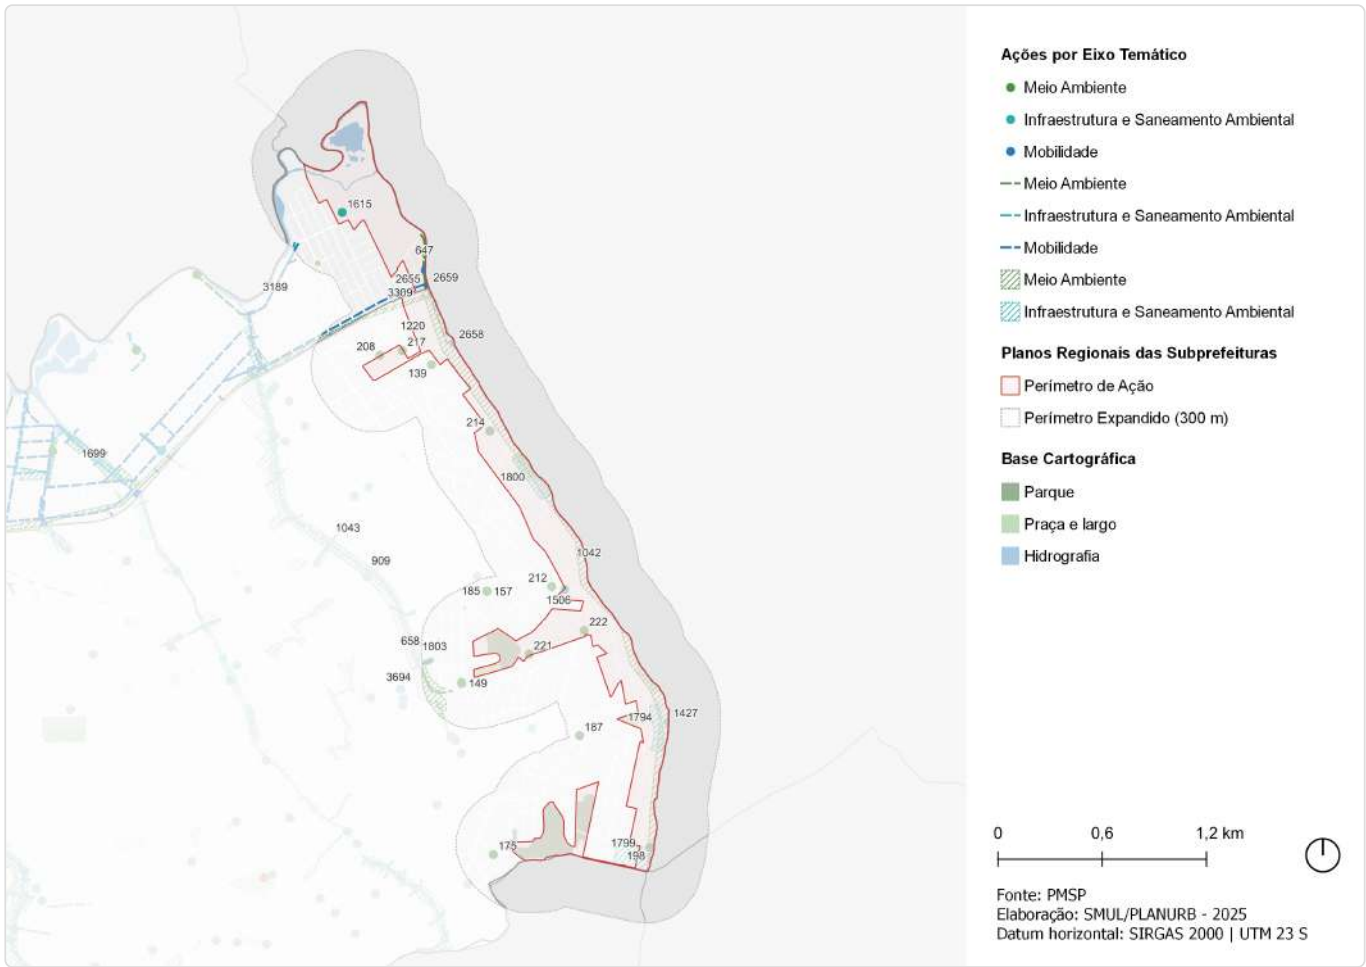 1615
647
2655
2659
3309
3189
1220
2658
208
217
139
214
1699
1800
1043
1042
909
212
185
157
1506
222
658
1803
221
3694
149
1794
1427
187
1799
175
198
Ações por Eixo Temático
Meio Ambiente
Infraestrutura e Saneamento Ambiental
Mobilidade
Meio Ambiente
Infraestrutura e Saneamento Ambiental
Mobilidade
Meio Ambiente
Infraestrutura e Saneamento Ambiental
Planos Regionais das Subprefeituras
Perímetro de Ação
Perímetro Expandido (300 m)
Base Cartográfica
Parque
Praça e largo
Hidrografia
0 0,6 1,2 km
Fonte: PMSP
Elaboração: SMUL/PLANURB - 2025
Datum horizontal: SIRGAS 2000 | UTM 23 S